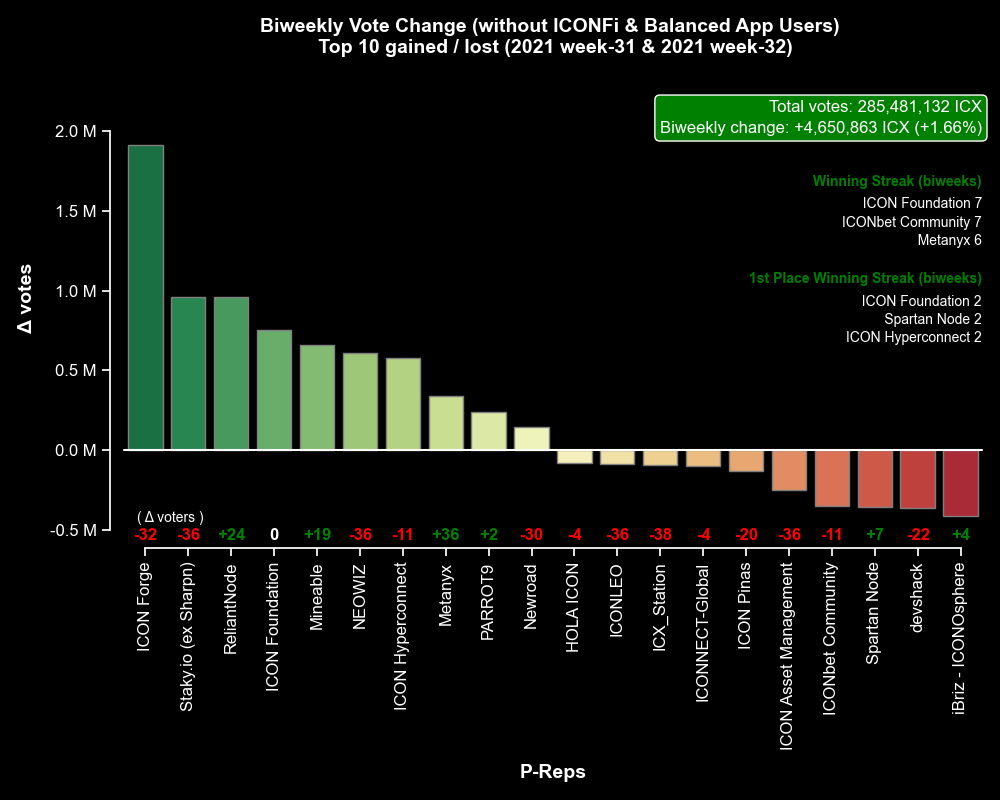 Biweekly Vote Change (without ICONFi & Balanced App Users)
Top 10 gained / lost (2021 week-31 & 2021 week-32)
Total votes: 285,481,132 ICX
Biweekly change: +4,650,863 ICX (+1.66%)
Winning Streak (biweeks)
ICON Foundation 7
ICONbet Community 7
Metanyx 6
1st Place Winning Streak (biweeks)
ICON Foundation 2
Spartan Node 2
ICON Hyperconnect 2
Δ votes
2.0 M
1.5 M
1.0 M
0.5 M
0.0 M
-0.5 M
( Δ voters )
-32 -36 +24 0 +19 -36 -11 +36 +2 -30 -4 -36 -38 -4 -20 -36 -11 +7 -22 +4
ICON Forge
Staky.io (ex Sharpn)
ReliantNode
ICON Foundation
Mineable
NEOWIZ
ICON Hyperconnect
Metanyx
PARROT9
Newroad
HOLA ICON
ICONLEO
ICX_Station
ICONNECT-Global
ICON Pinas
ICON Asset Management
ICONbet Community
Spartan Node
devshack
iBriz - ICONOsphere
P-Reps